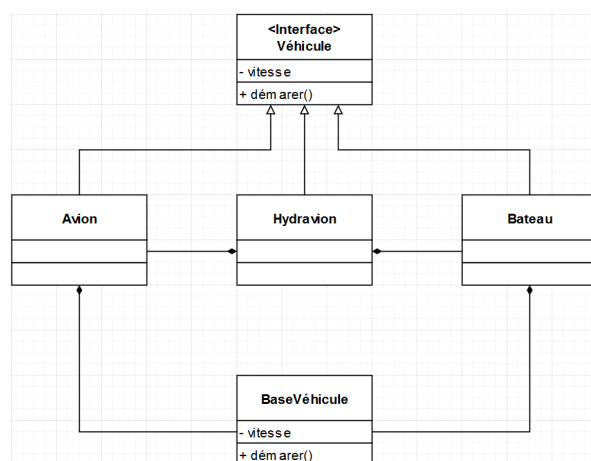 <Interface>
Véhicule
- vitesse
+ démarer()
Avion
Hydravion
Bateau
BaseVéhicule
- vitesse
+ démarer()